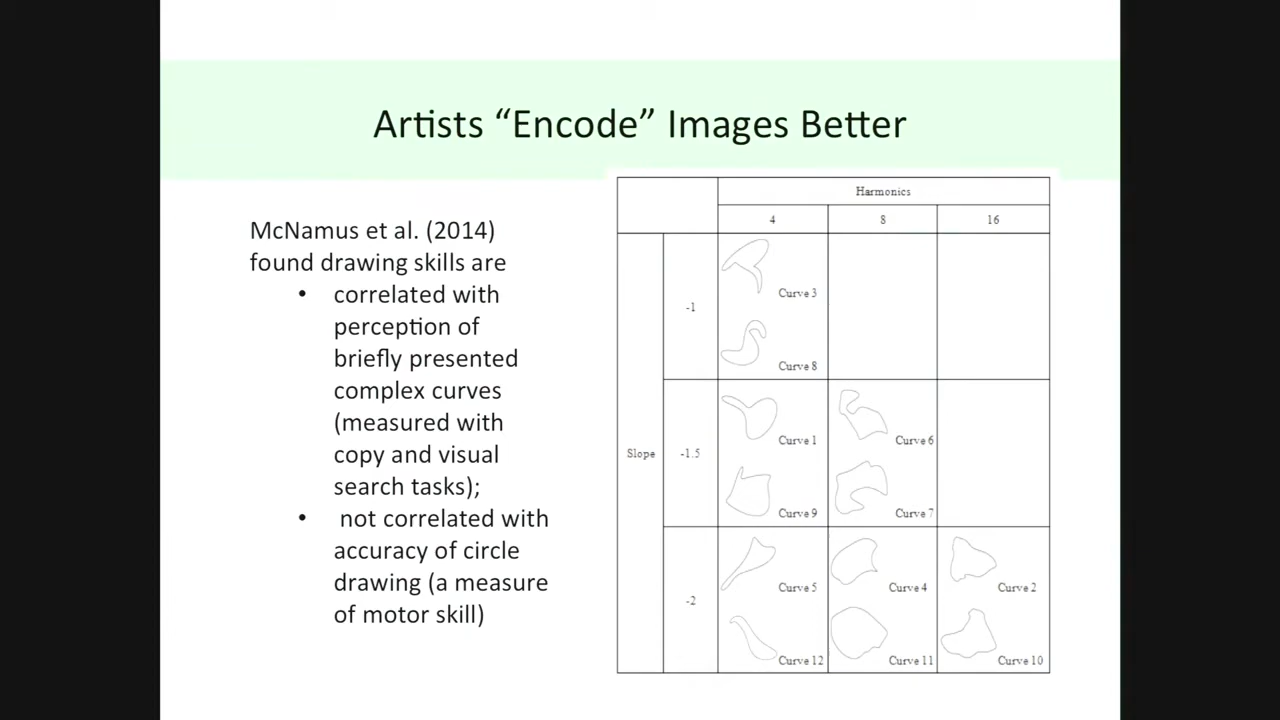 Artists “Encode” Images Better
McNamus et al. (2014)
found drawing skills are
• correlated with
perception of
briefly presented
complex curves
(measured with
copy and visual
search tasks);
• not correlated with
accuracy of circle
drawing (a measure
of motor skill)
Harmonics
4 8 16
Slope
-1
Curve 3
Curve 8
-1.5
Curve 1 Curve 6
Curve 9 Curve 7
-2
Curve 5 Curve 4 Curve 2
Curve 12 Curve 11 Curve 10